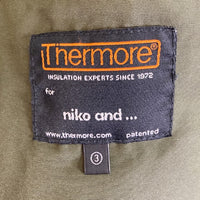 Thermore®
INSULATION EXPERTS SINCE 1972
for
niko and ...
www.thermore.com patented
3